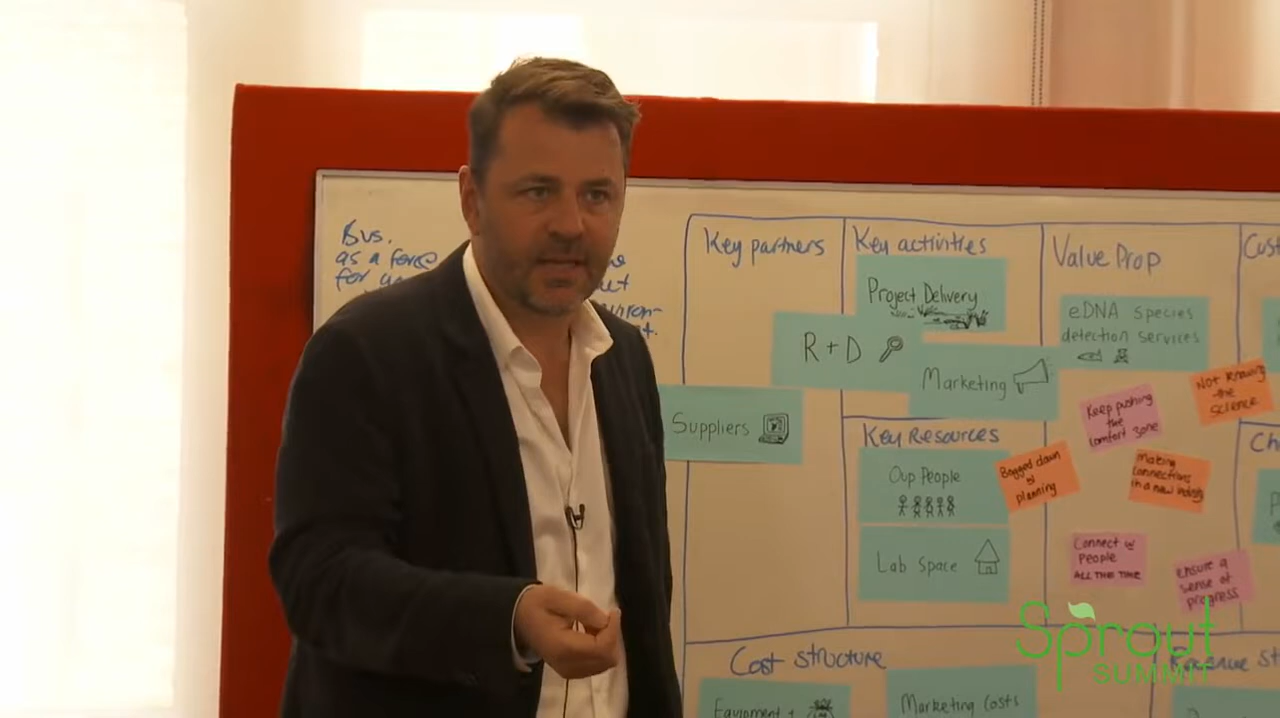 Bus.
as a force
for
Key partners
Suppliers
Key activities
Project Delivery
R + D
Marketing
Key Resources
Our People
Lab Space
Value Prop
eDNA species
detection services
Keep pushing
the
comfort zone
Not knowing
the
science
Bogged down
w/
planning
Making
connections
in a new industry
Connect w/
people
ALL THE TIME
ensure a
sense of
progress
Cost structure
Equipment +
Marketing Costs
Revenue
Sprout
SUMMIT